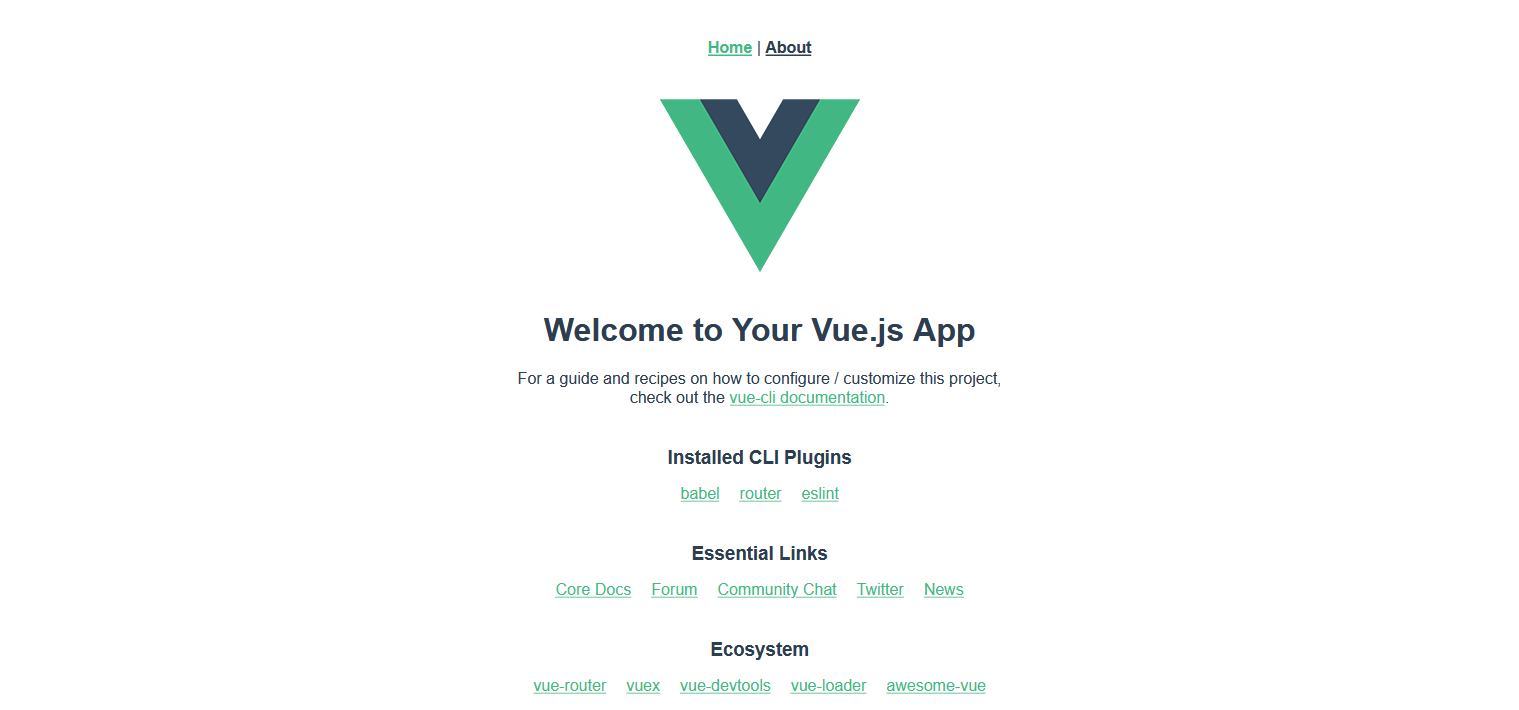 Home | About
Welcome to Your Vue.js App
For a guide and recipes on how to configure / customize this project,
check out the vue-cli documentation.
Installed CLI Plugins
babel router eslint
Essential Links
Core Docs Forum Community Chat Twitter News
Ecosystem
vue-router vuex vue-devtools vue-loader awesome-vue